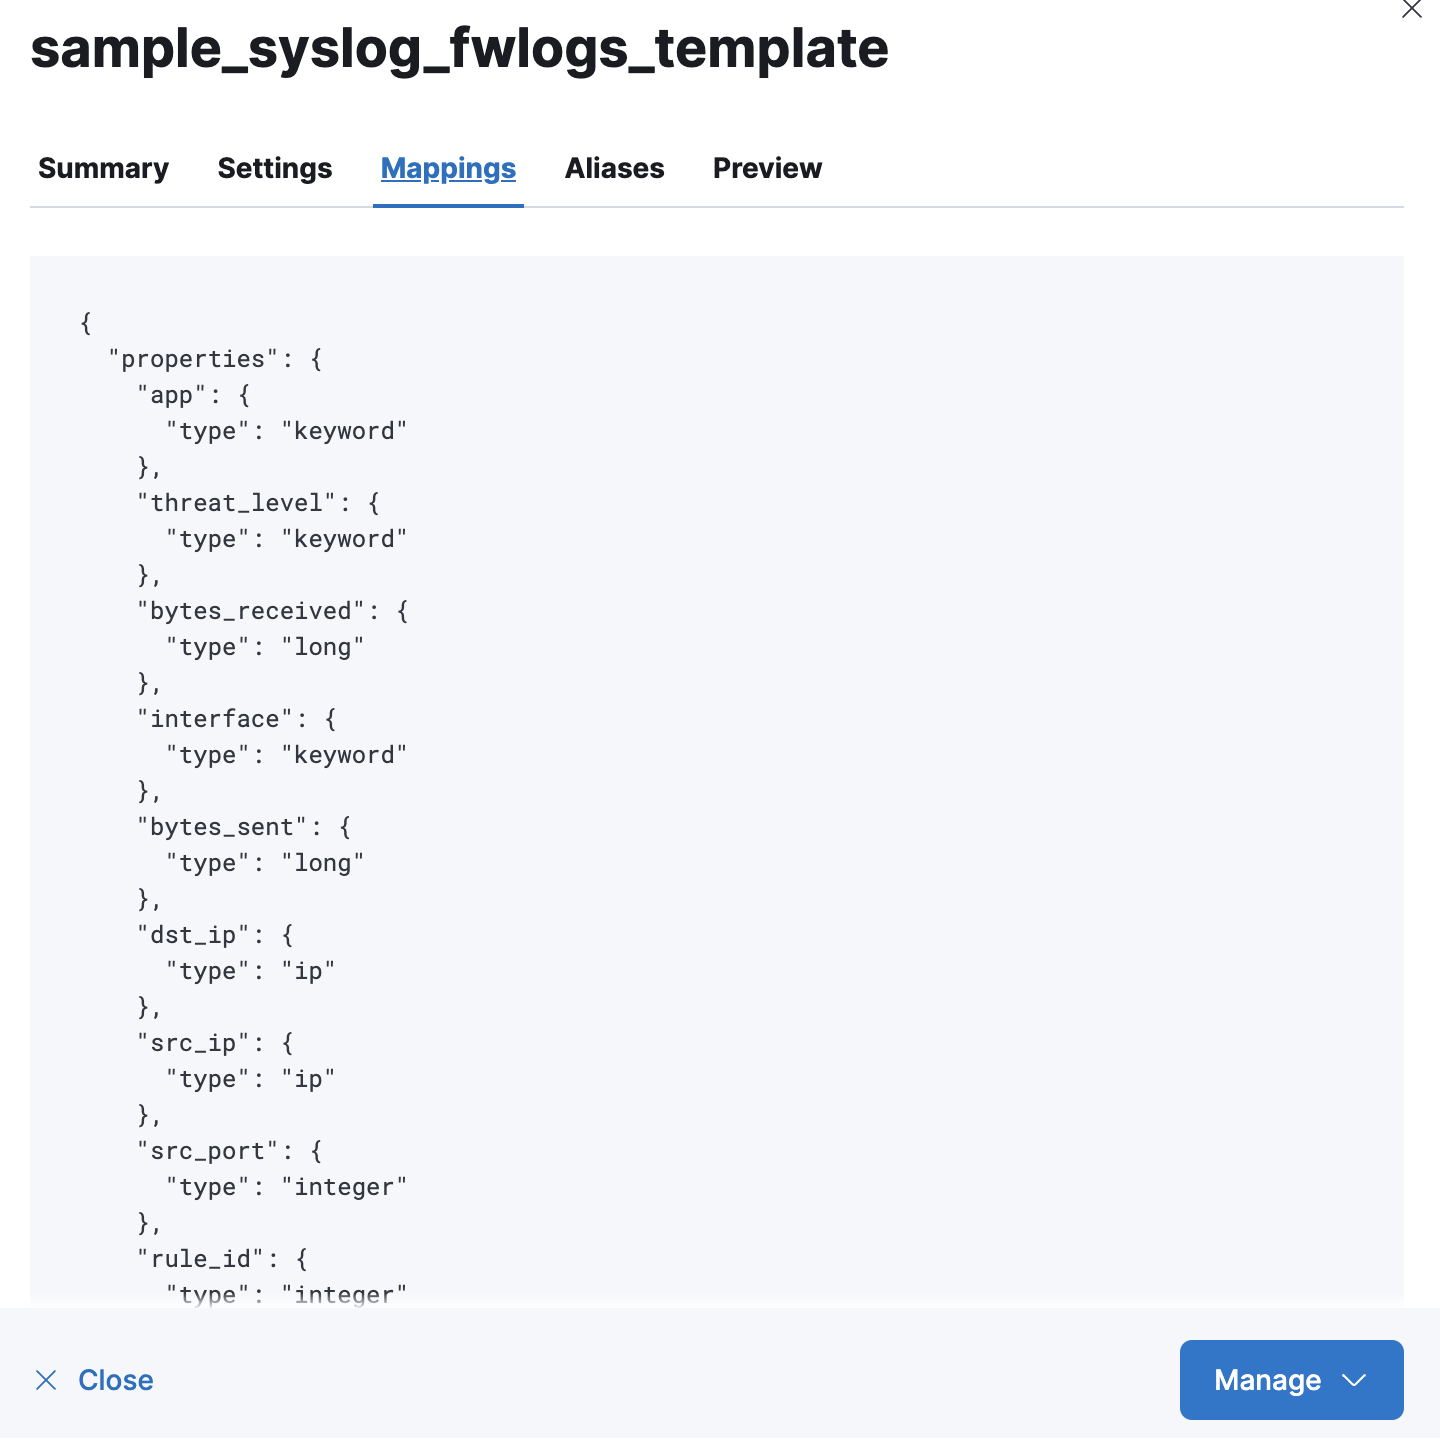 sample_syslog_fwlogs_template
Summary Settings Mappings Aliases Preview
{
  "properties": {
    "app": {
      "type": "keyword"
    },
    "threat_level": {
      "type": "keyword"
    },
    "bytes_received": {
      "type": "long"
    },
    "interface": {
      "type": "keyword"
    },
    "bytes_sent": {
      "type": "long"
    },
    "dst_ip": {
      "type": "ip"
    },
    "src_ip": {
      "type": "ip"
    },
    "src_port": {
      "type": "integer"
    },
    "rule_id": {
      "type": "integer"
Close Manage